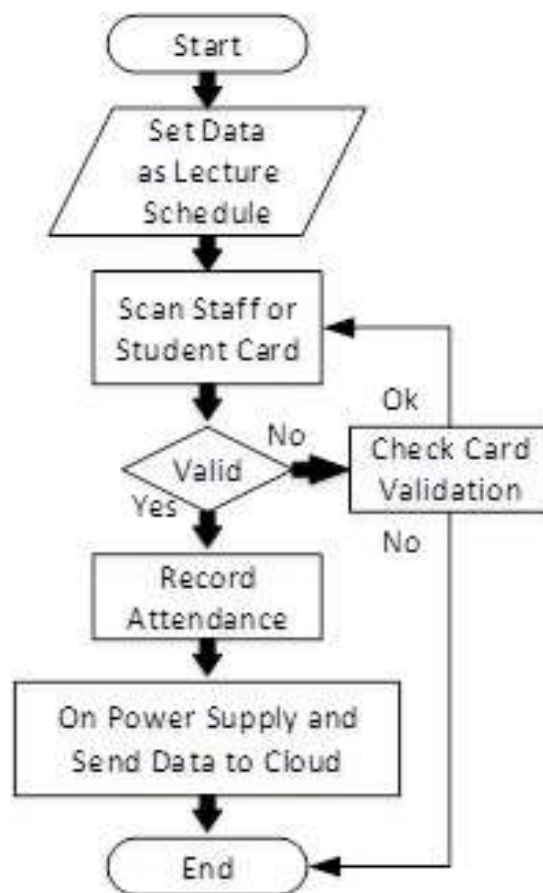 Start
Set Data
as Lecture
Schedule
Scan Staff or
Student Card
Ok
No
Valid
Check Card
Validation
Yes
No
Record
Attendance
On Power Supply and
Send Data to Cloud
End